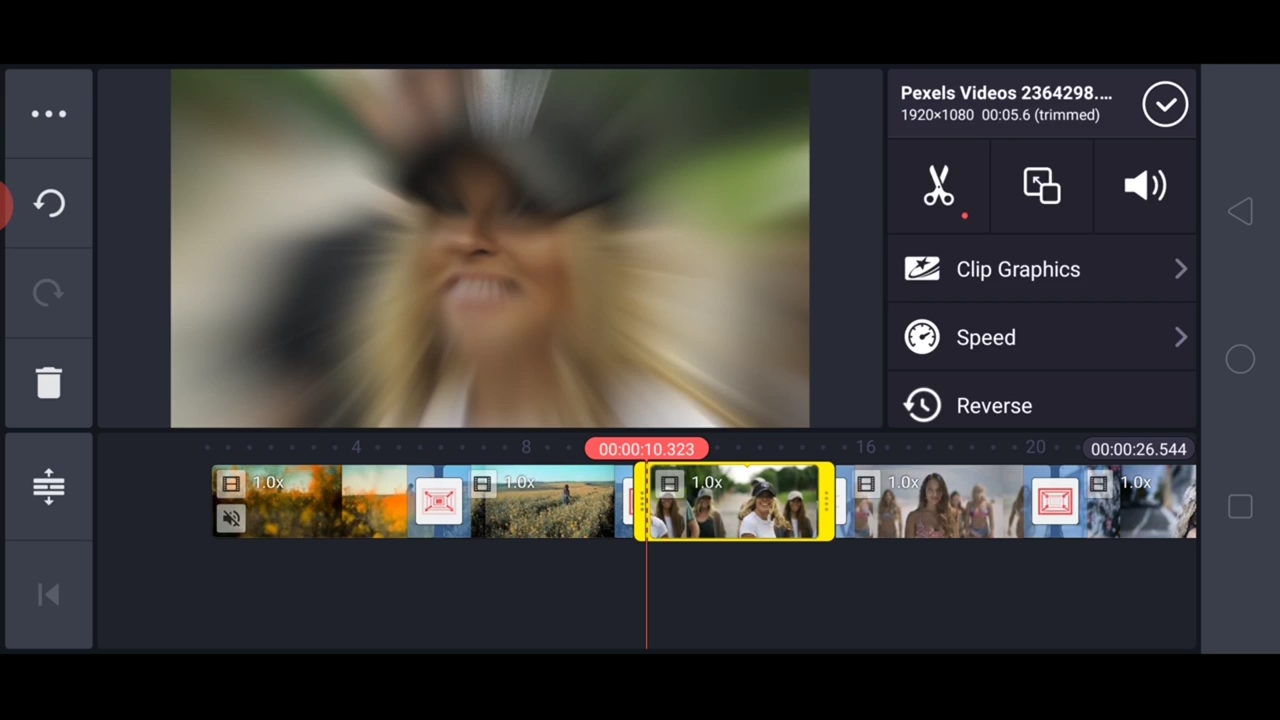 Pexels Videos 2364298....
1920×1080 00:05.6 (trimmed)
Clip Graphics
Speed
Reverse
4
8
00:00:10.323
16
20
00:00:26.544
1.0x
1.0x
1.0x
1.0x
1.0x